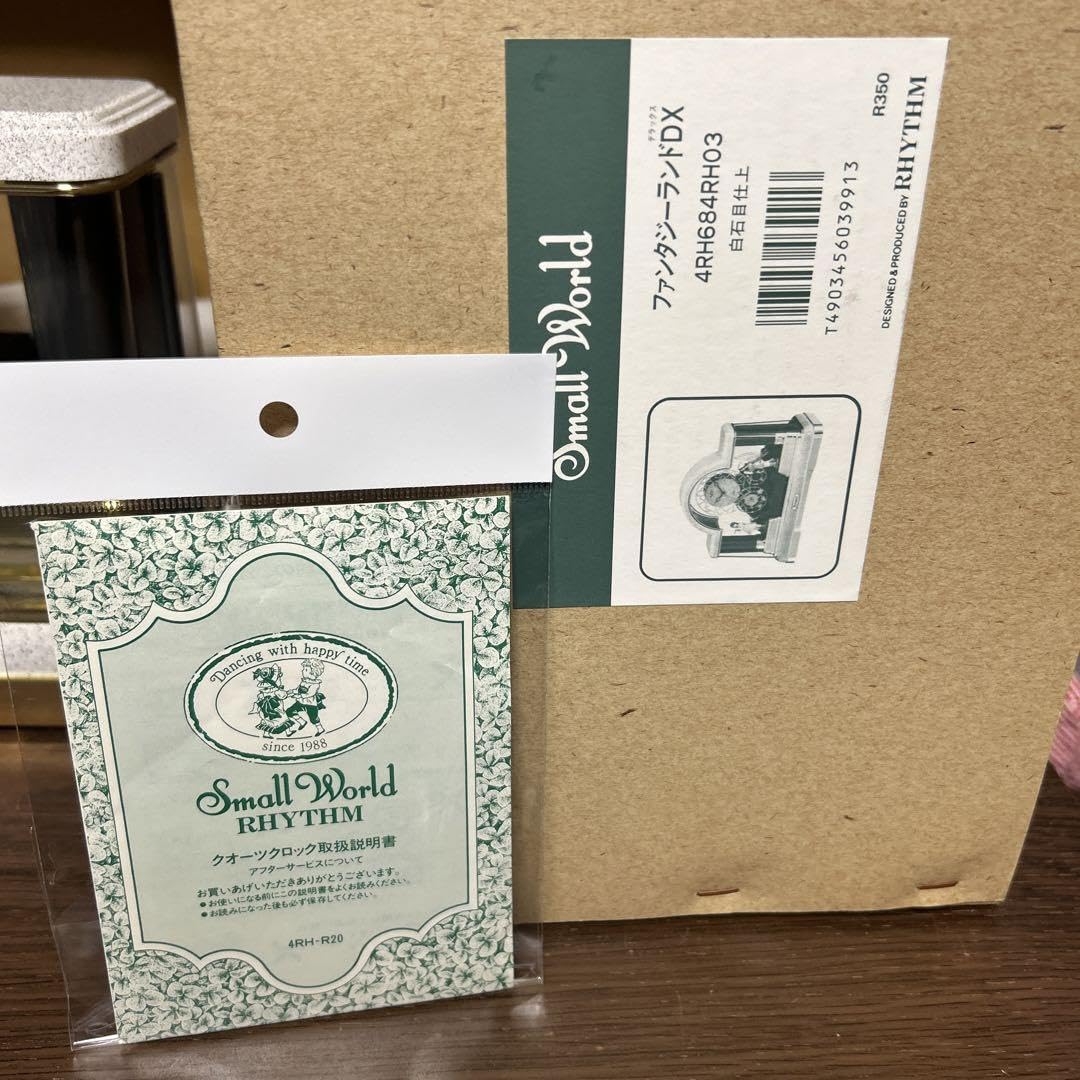 Small World
ファンタジーランドDX
デラックス
4RH684RH03
白石目仕上
T4903456039913
DESIGNED & PRODUCED BY RHYTHM
R350
Dancing with happy time
since 1988
Small World
RHYTHM
クオーツクロック取扱説明書
アフターサービスについて
お買いあげいただきありがとうございます。
●お使いになる前にこの説明書をよくお読みください。
●お読みになった後も必ず保存してください。
4RH-R20